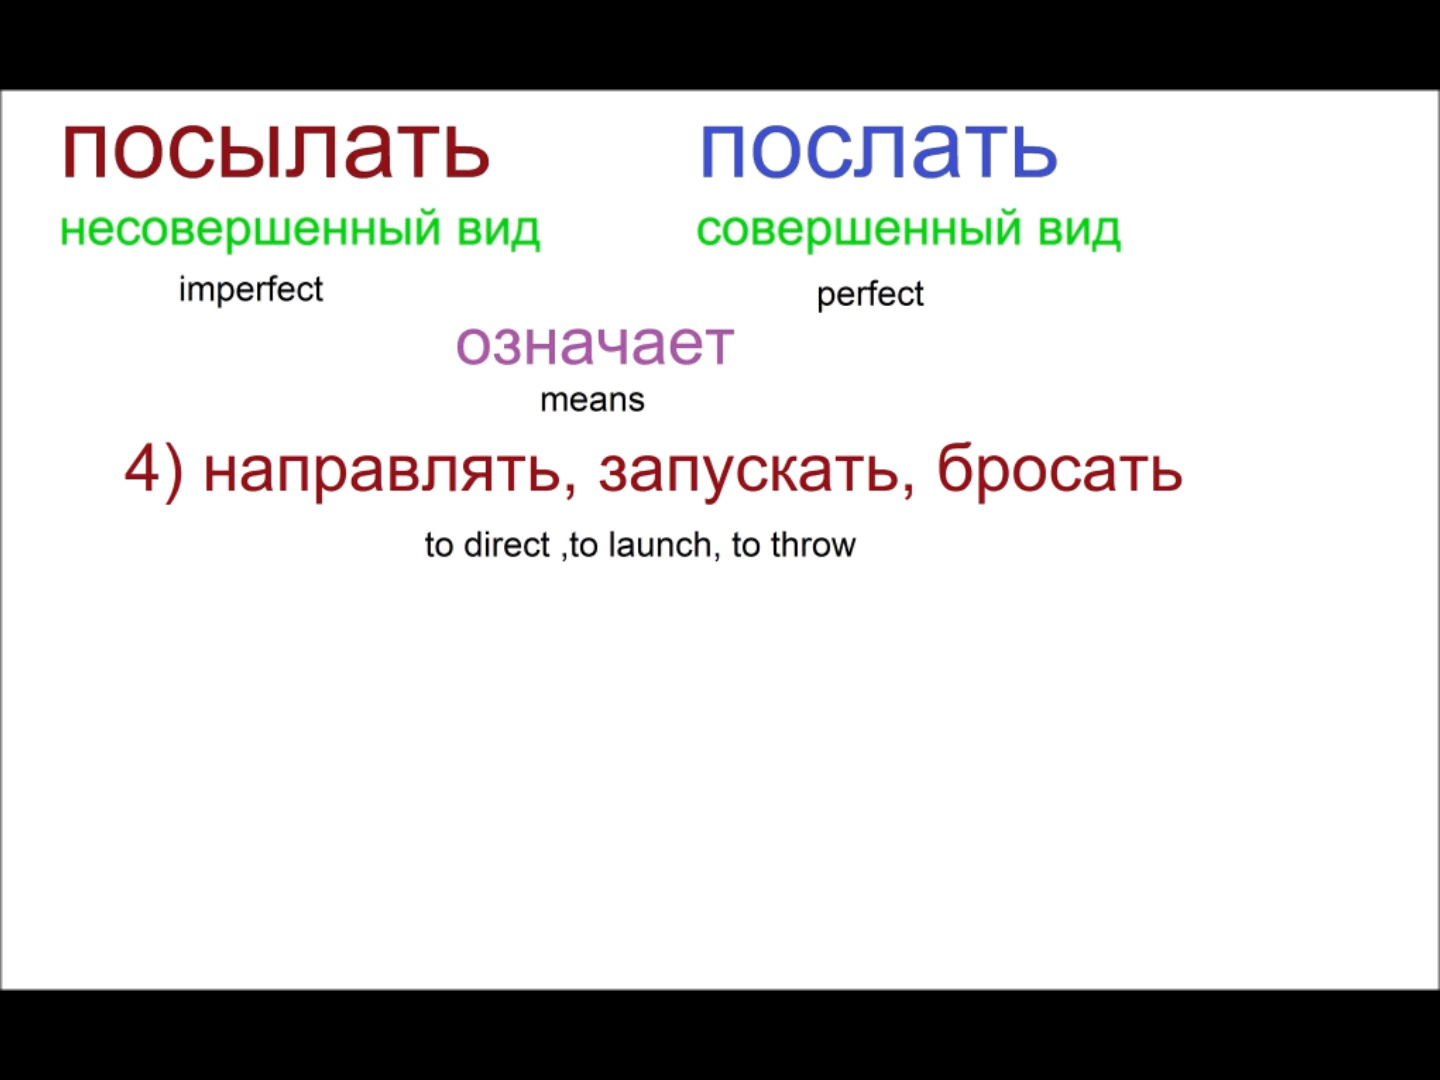 посылать послать
несовершенный вид совершенный вид
imperfect perfect
означает
means
4) направлять, запускать, бросать
to direct ,to launch, to throw